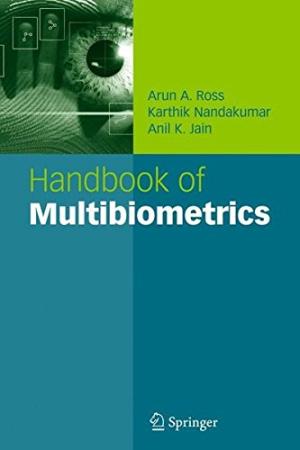 Arun A. Ross
Karthik Nandakumar
Anil K. Jain
Handbook of
Multibiometrics
Springer